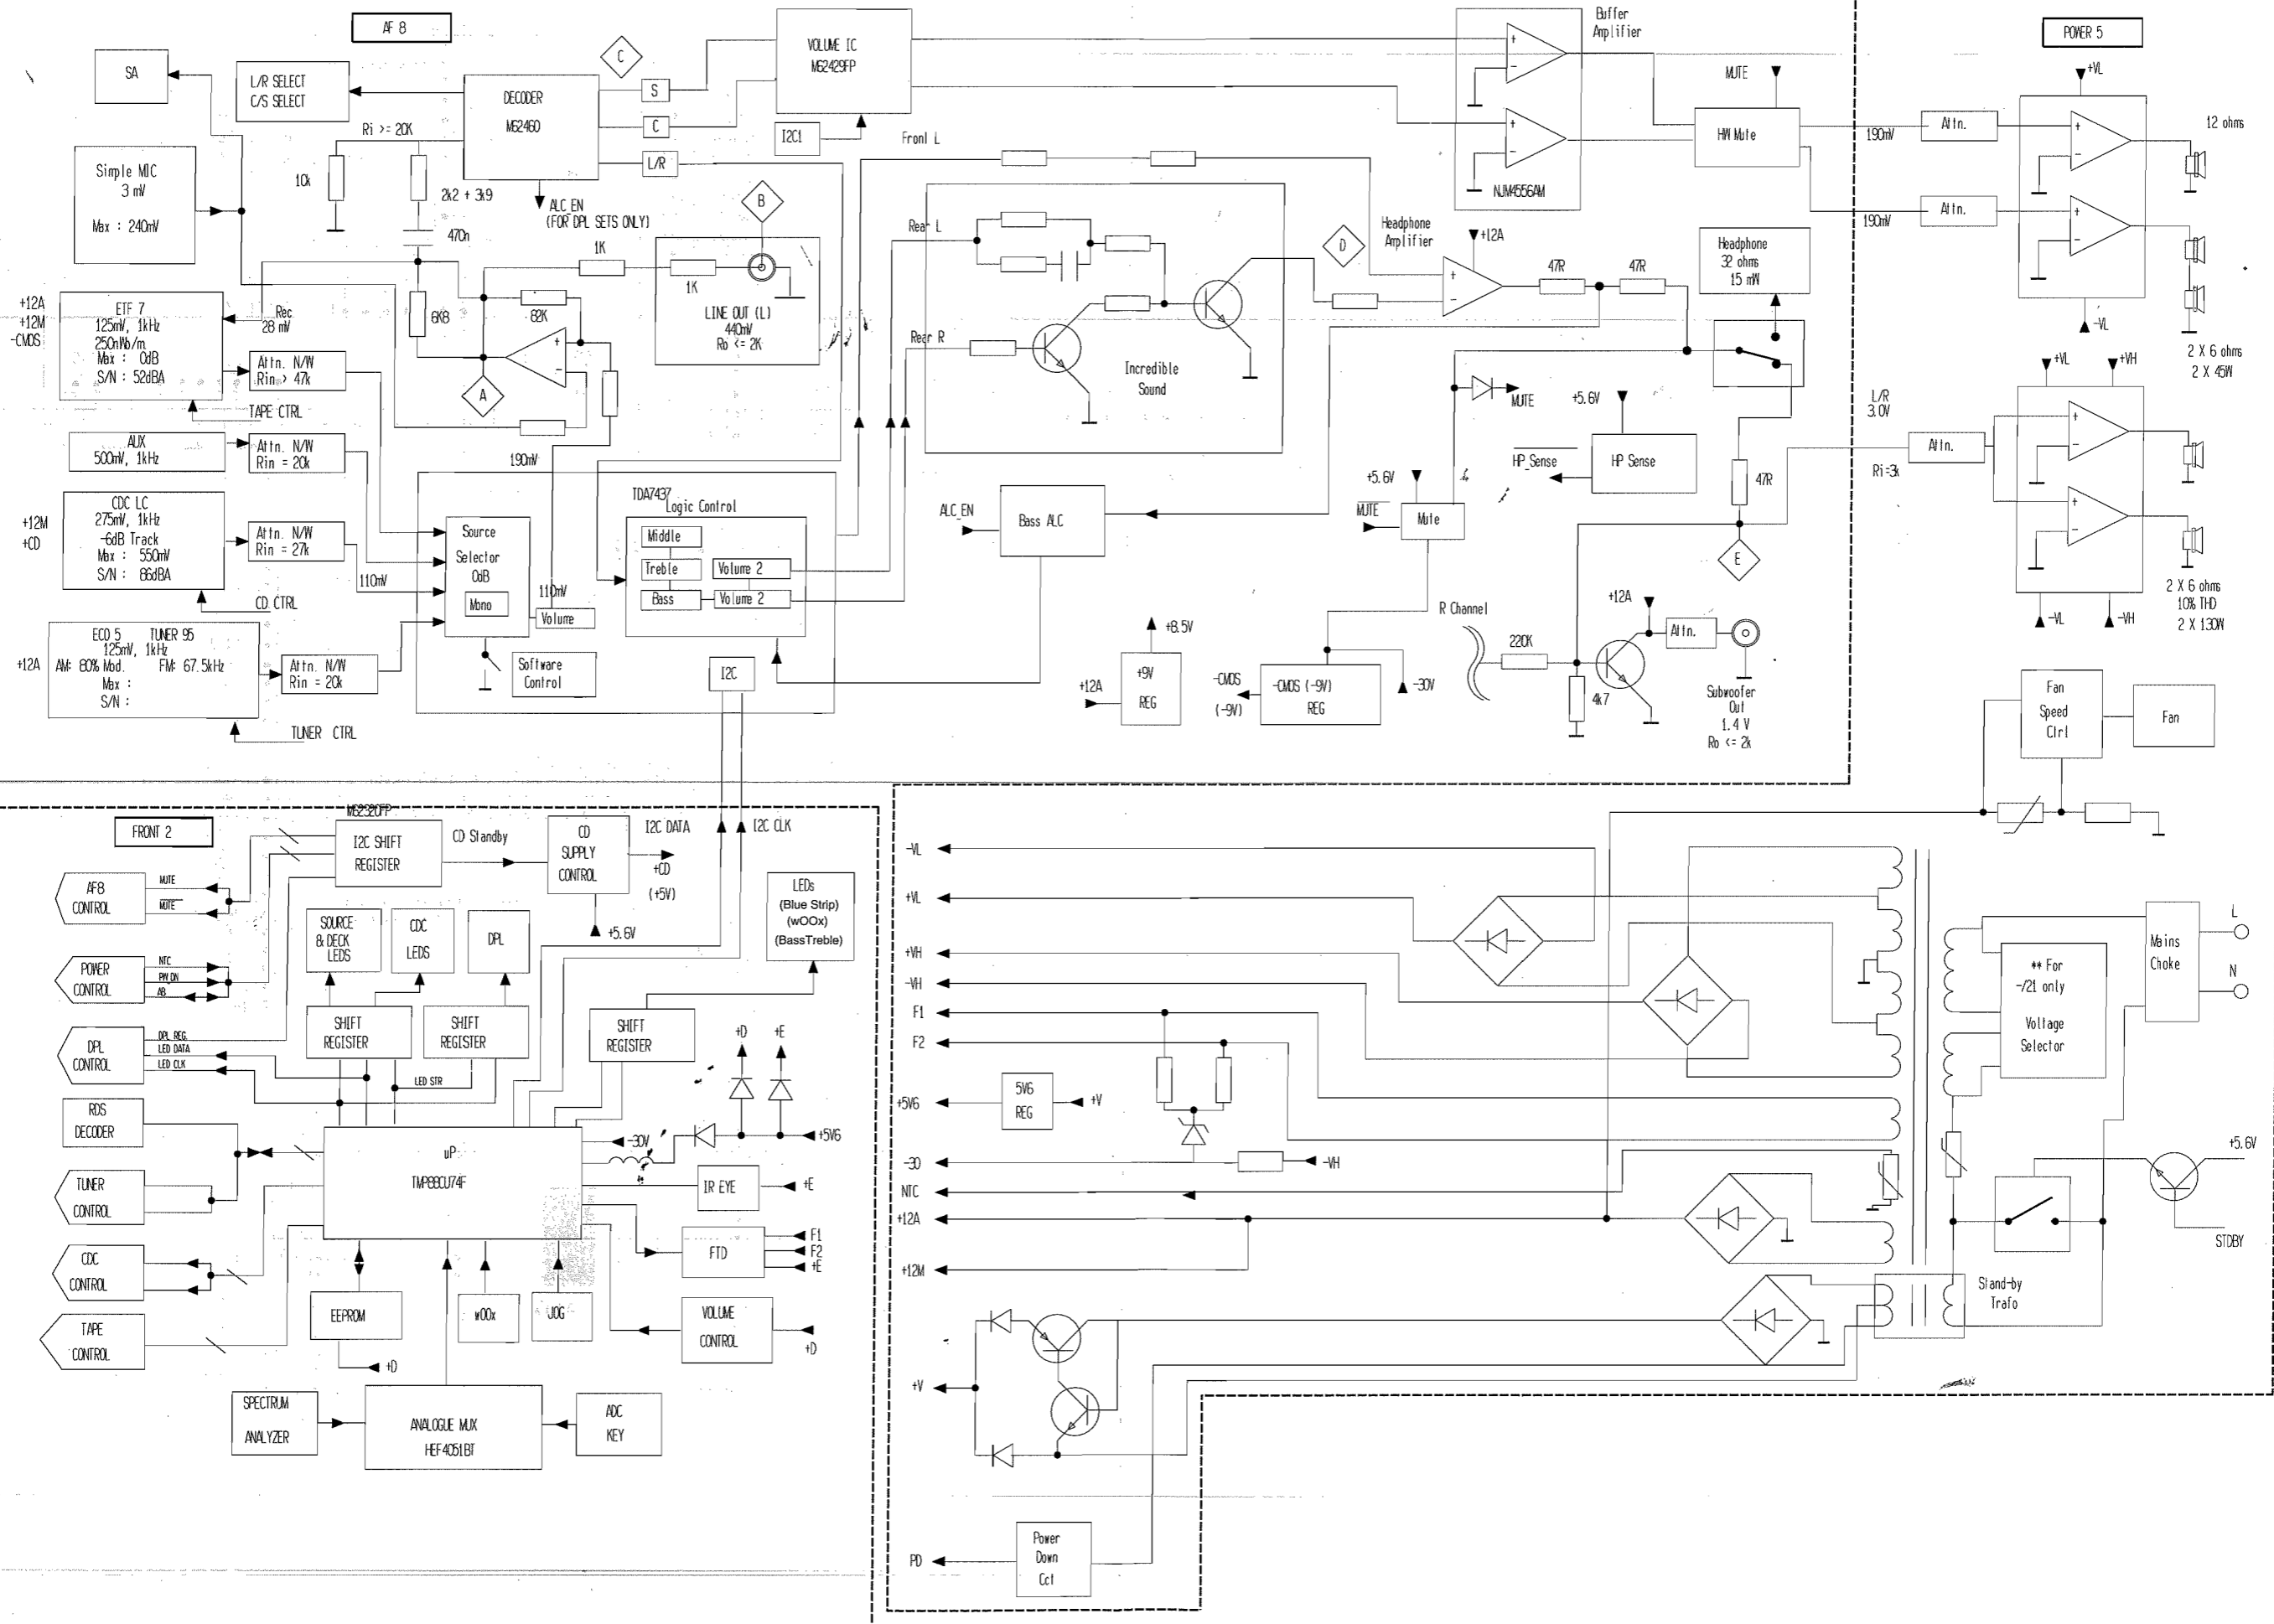 AF 8
POWER 5
SA
L/R SELECT
C/S SELECT
DECODER
M62460
C
S
C
L/R
VOLUME IC
M62429FP
I2C1
Buffer
Amplifier
NJM4556AM
MUTE
HW Mute
190mV
Attn.
190mV
Attn.
+VL
-VL
12 ohms
2 X 6 ohms
2 X 45W
Simple MIC
3 mV
Max : 240mV
Ri >= 20K
10k
2k2 + 3k9
470n
ALC_EN
(FOR DPL SETS ONLY)
1K
1K
B
LINE OUT (L)
440mV
Ro <= 2K
6K8
82K
A
+
-
Front L
Rear L
Rear R
Incredible
Sound
D
Headphone
Amplifier
+12A
47R
47R
Headphone
32 ohms
15 mW
MUTE
+5.6V
HP_Sense
HP Sense
47R
E
+12A
+12M
-CMOS
ETF 7
125mV, 1kHz
250nWb/m
Max : 0dB
S/N : 52dBA
Rec
28 mV
Attn. N/W
Rin > 47k
TAPE CTRL
AUX
500mV, 1kHz
Attn. N/W
Rin = 20k
+12M
+CD
CDC LC
275mV, 1kHz
-6dB Track
Max : 550mV
S/N : 86dBA
Attn. N/W
Rin = 27k
110mV
CD CTRL
+12A
ECO 5 TUNER 95
125mV, 1kHz
AM: 80% Mod. FM: 67.5kHz
Max :
S/N :
Attn. N/W
Rin = 20k
TUNER CTRL
190mV
Source
Selector
0dB
Mono
110mV
Volume
Software
Control
TDA7437
Logic Control
Middle
Treble
Bass
Volume 2
Volume 2
I2C
ALC_EN
Bass ALC
+5.6V
MUTE
Mute
+8.5V
+9V
REG
+12A
-CMOS
(-9V)
-CMOS (-9V)
REG
-30V
R Channel
220K
4k7
+12A
Attn.
Subwoofer
Out
1.4 V
Ro <= 2k
L/R
3.0V
Ri=3k
Attn.
+VL
+VH
-VL
-VH
2 X 6 ohms
10% THD
2 X 130W
Fan
Speed
Ctrl
Fan
FRONT 2
M62320FP
I2C SHIFT
REGISTER
CD Standby
CD
SUPPLY
CONTROL
+CD
(+5V)
+5.6V
I2C DATA
I2C CLK
LEDs
(Blue Strip)
(wOOx)
(BassTreble)
AF8
CONTROL
MUTE
MUTE
POWER
CONTROL
NTC
PW_DN
AB
DPL
CONTROL
DPL REG.
LED DATA
LED CLK
SOURCE
& DECK
LEDS
CDC
LEDS
DPL
SHIFT
REGISTER
SHIFT
REGISTER
SHIFT
REGISTER
LED STR
RDS
DECODER
TUNER
CONTROL
CDC
CONTROL
TAPE
CONTROL
uP
TMP88CU74F
-30V
+D
+E
+5V6
IR EYE
+E
FTD
F1
F2
+E
VOLUME
CONTROL
+D
EEPROM
+D
wOOx
JOG
SPECTRUM
ANALYZER
ANALOGUE MUX
HEF4051BT
ADC
KEY
-VL
+VL
+VH
-VH
F1
F2
+5V6
5V6
REG
+V
-30
-VH
NTC
+12A
+12M
+V
PD
Power
Down
Cct
Mains
Choke
L
N
** For
-/21 only
Voltage
Selector
+5.6V
STDBY
Stand-by
Trafo